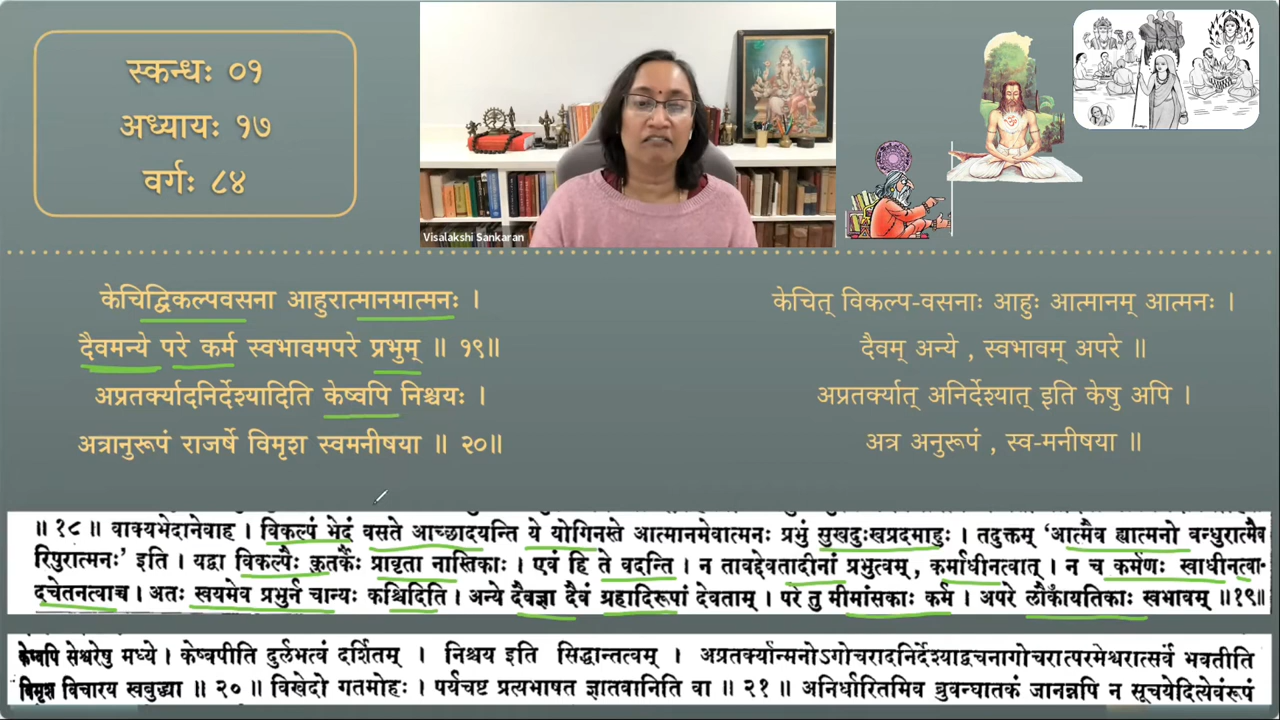 स्कन्धः ०१
अध्यायः १७
वर्गः ८४
Visalakshi Sankaran
केचिद्विकल्पवसना आहुरात्मानमात्मनः ।
दैवमन्ये परे कर्म स्वभावमपरे प्रभुम् ॥ १९॥
अप्रतर्क्यादनिर्देश्यादिति केष्वपि निश्चयः ।
अत्रानुरूपं राजर्षे विमृश स्वमनीषया ॥ २०॥
केचित् विकल्प-वसनाः आहुः आत्मानम् आत्मनः ।
दैवम् अन्ये , स्वभावम् अपरे ॥
अप्रतर्क्यात् अनिर्देश्यात् इति केषु अपि ।
अत्र अनुरूपं , स्व-मनीषया ॥
॥ १८ ॥ वाक्यभेदानेवाह । विकल्पं भेदं वसते आच्छादयन्ति ये योगिनस्ते आत्मानमेवात्मनः प्रभुं सुखदुःखप्रदमाहुः । तदुक्तम् ‘आत्मैव ह्यात्मनो बन्धुरात्मैव
रिपुरात्मनः’ इति । यद्वा विकल्पैः कुतर्कैः प्रावृता नास्तिकाः । एवं हि ते वदन्ति । न तावद्देवतादीनां प्रभुत्वम् , कर्माधीनत्वात् । न च कर्मणः स्वाधीनत्वा-
दचेतनत्वाच्च । अतः स्वयमेव प्रभुर्न चान्यः कश्चिदिति । अन्ये दैवज्ञा दैवं ग्रहादिरूपां देवताम् । परे तु मीमांसकाः कर्म । अपरे लौकायतिकाः स्वभावम् ॥१९॥
केष्वपि सेश्वरेषु मध्ये । केष्वपीति दुर्लभत्वं दर्शितम् । निश्चय इति सिद्धान्तत्वम् । अप्रतर्क्यान्मनोऽगोचरादनिर्देश्याद्वचनागोचरात्परमेश्वरात्सर्वं भवतीति
विमृश विचारय स्वबुद्ध्या ॥ २० ॥ विखेदो गतमोहः । पर्यचष्ट प्रत्यभाषत ज्ञातवानिति वा ॥ २१ ॥ अनिर्धारितमिव ब्रुवन्घातकं जानन्नपि न सूचयेदित्येवंरूपं